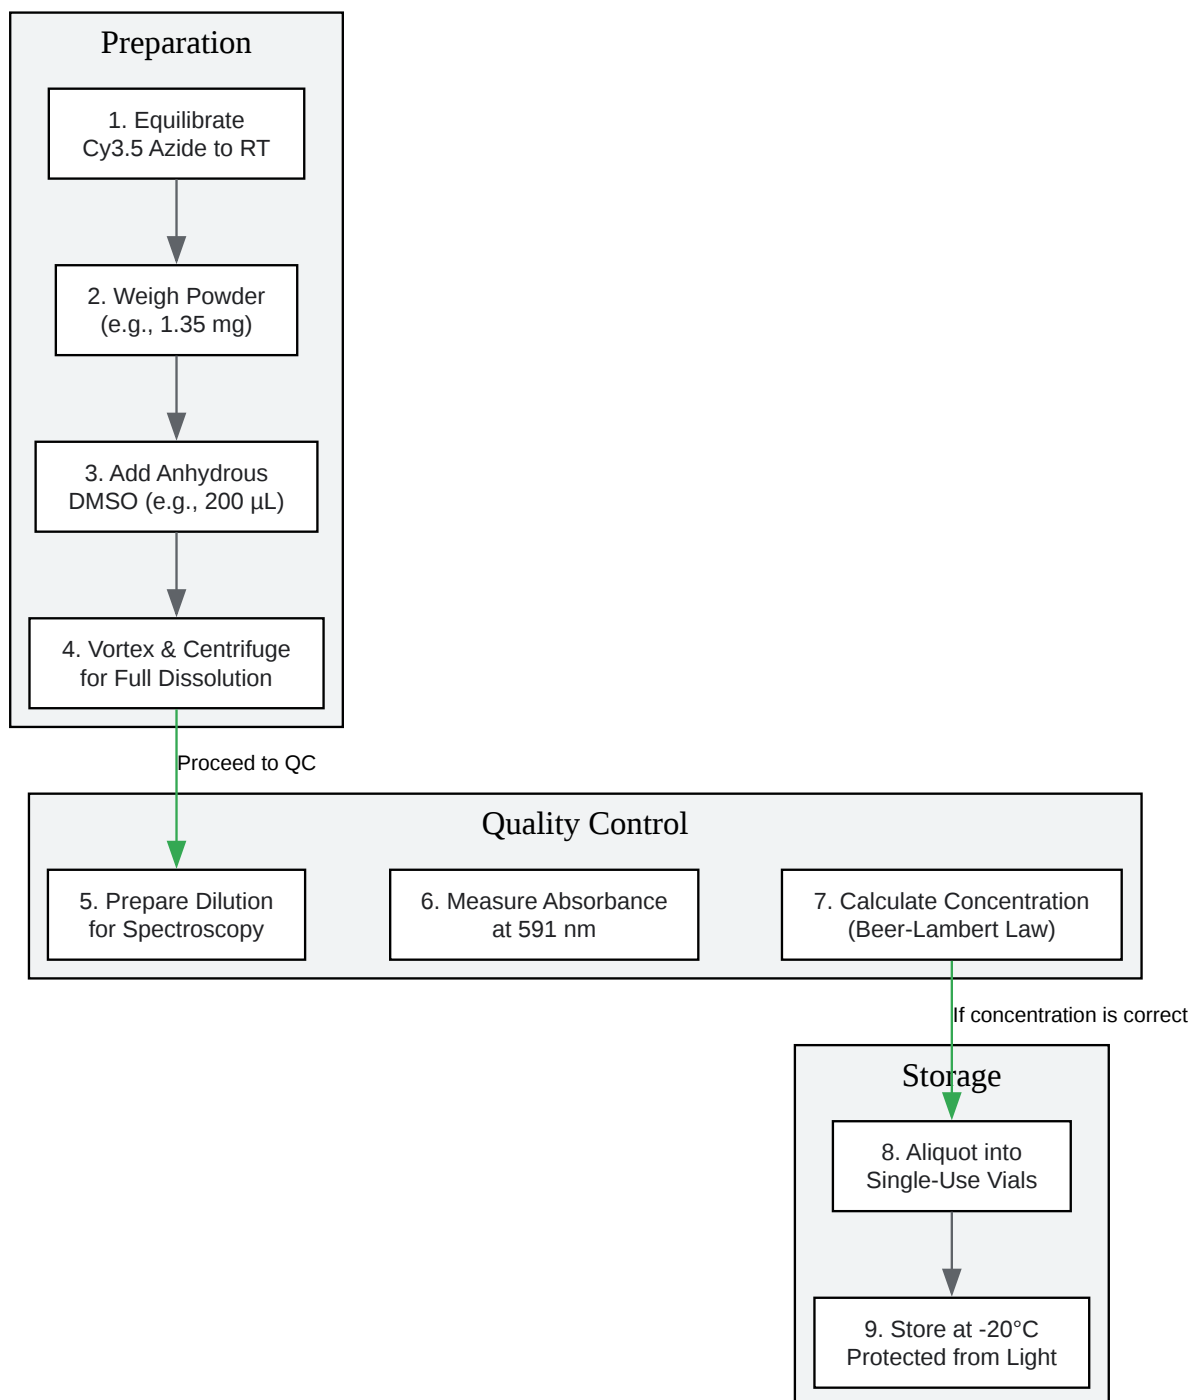 Preparation
1. Equilibrate
Cy3.5 Azide to RT
2. Weigh Powder
(e.g., 1.35 mg)
3. Add Anhydrous
DMSO (e.g., 200 µL)
4. Vortex & Centrifuge
for Full Dissolution
Proceed to QC
Quality Control
5. Prepare Dilution
for Spectroscopy
6. Measure Absorbance
at 591 nm
7. Calculate Concentration
(Beer-Lambert Law)
If concentration is correct
Storage
8. Aliquot into
Single-Use Vials
9. Store at -20°C
Protected from Light